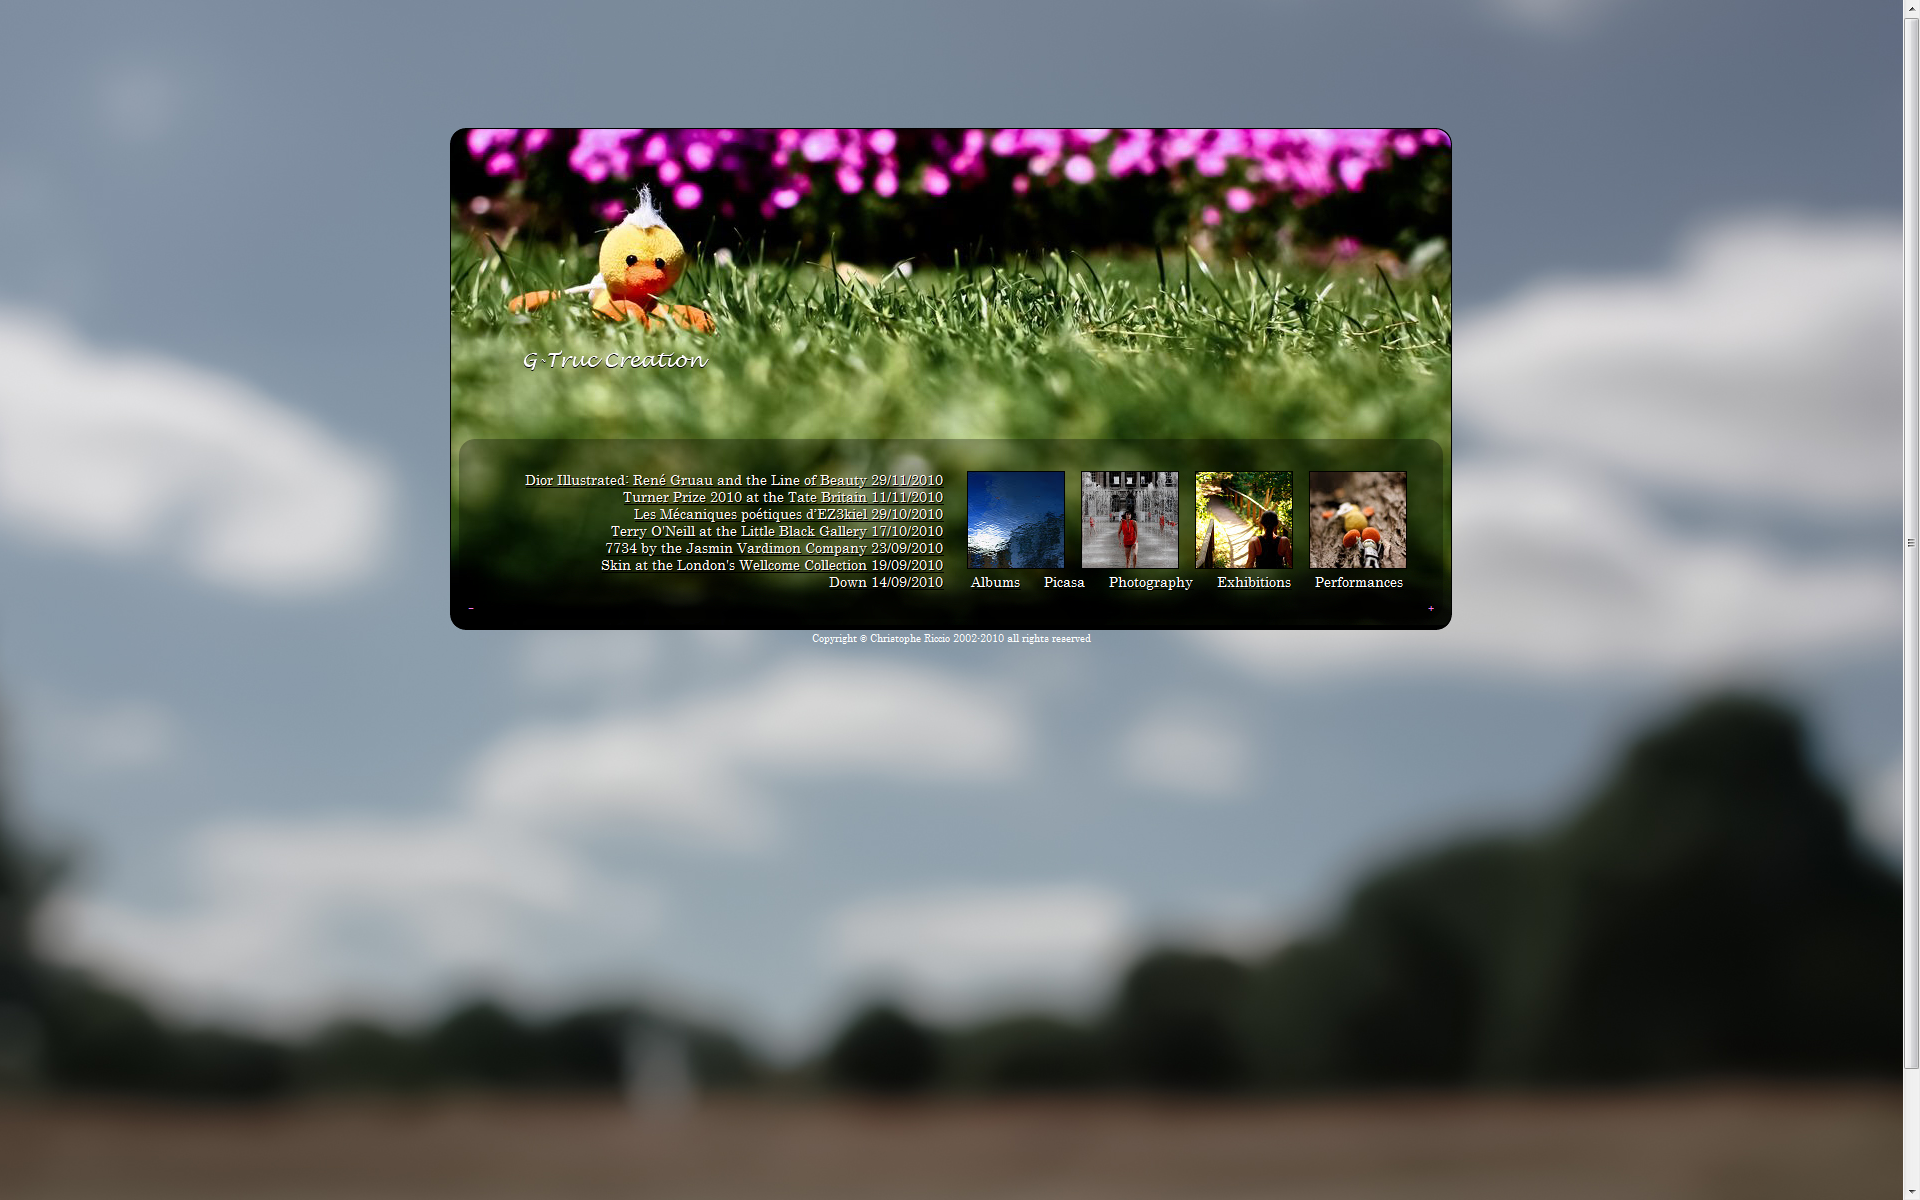 G-Truc Creation
Dior Illustrated: René Gruau and the Line of Beauty 29/11/2010
Turner Prize 2010 at the Tate Britain 11/11/2010
Les Mécaniques poétiques d'EZ3kiel 29/10/2010
Terry O'Neill at the Little Black Gallery 17/10/2010
7734 by the Jasmin Vardimon Company 23/09/2010
Skin at the London's Wellcome Collection 19/09/2010
Down 14/09/2010
Albums Picasa Photography Exhibitions Performances
- +
Copyright © Christophe Riccio 2002-2010 all rights reserved